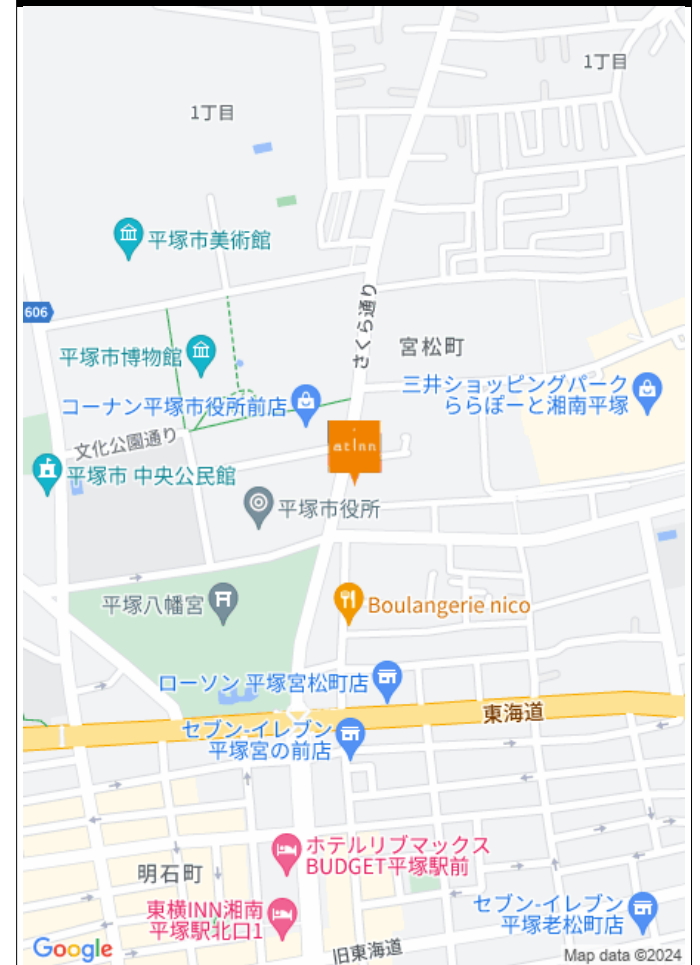 1丁目
1丁目
平塚市美術館
さくら通り
606
宮松町
平塚市博物館
三井ショッピングパーク
ららぽーと湘南平塚
コーナン平塚市役所前店
文化公園通り
atinn
平塚市 中央公民館
平塚市役所
平塚八幡宮
Boulangerie nico
ローソン 平塚宮松町店
東海道
セブン-イレブン
平塚宮の前店
ホテルリブマックス
BUDGET平塚駅前
明石町
東横INN湘南
平塚駅北口1
セブン-イレブン
平塚老松町店
旧東海道
Google
Map data ©2024